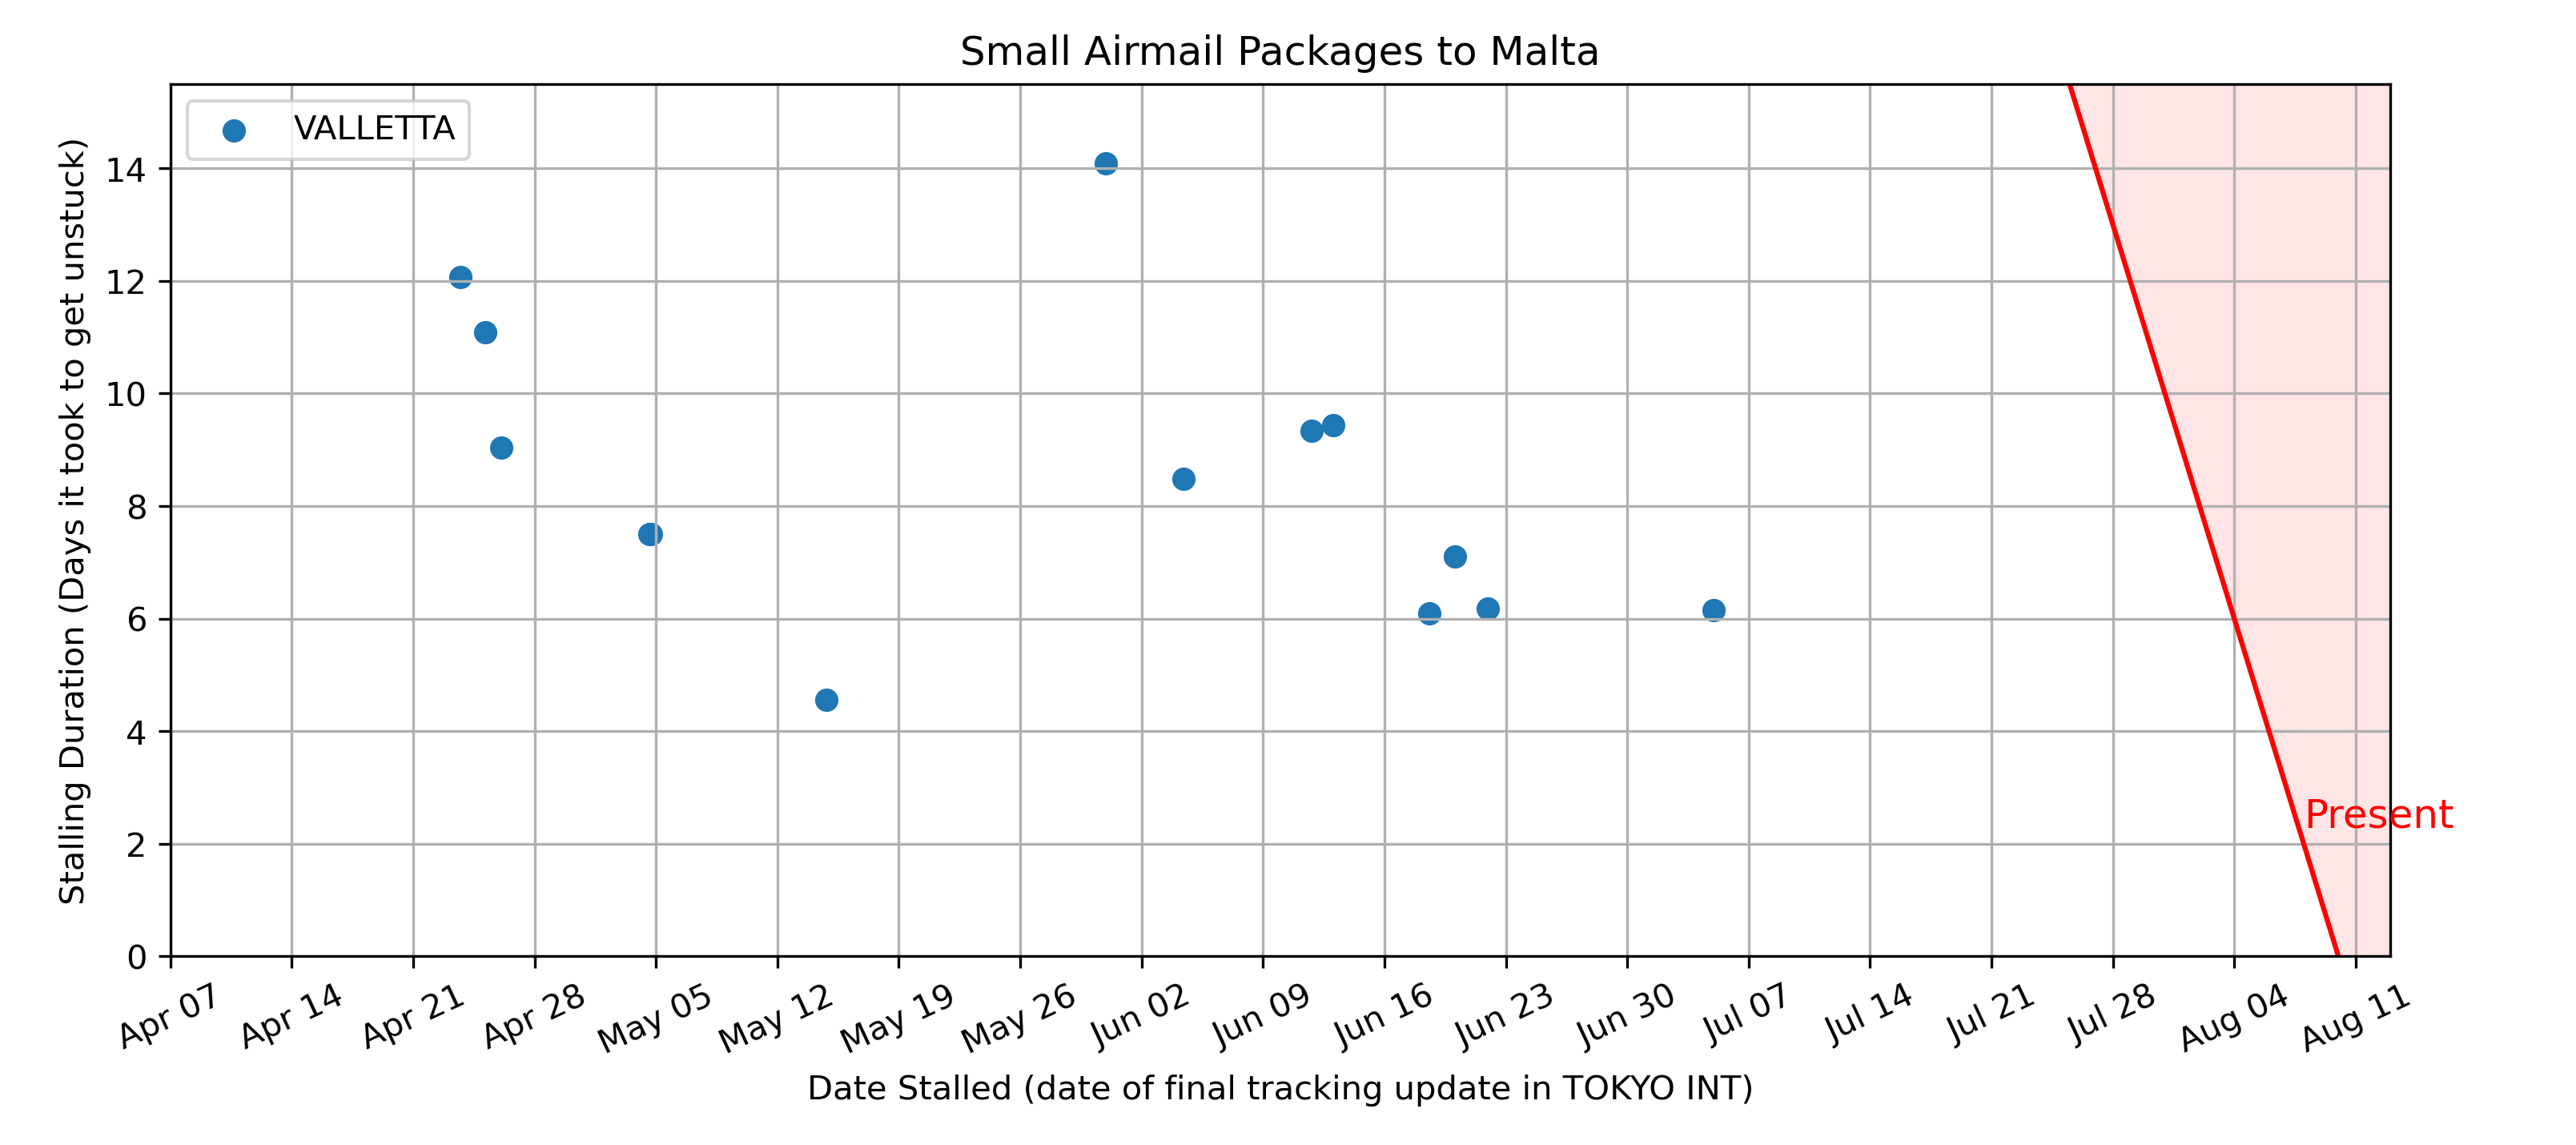 Small Airmail Packages to Malta
VALLETTA
Stalling Duration (Days it took to get unstuck)
14
12
10
8
6
4
2
0
Present
Apr 07
Apr 14
Apr 21
Apr 28
May 05
May 12
May 19
May 26
Jun 02
Jun 09
Jun 16
Jun 23
Jun 30
Jul 07
Jul 14
Jul 21
Jul 28
Aug 04
Aug 11
Date Stalled (date of final tracking update in TOKYO INT)